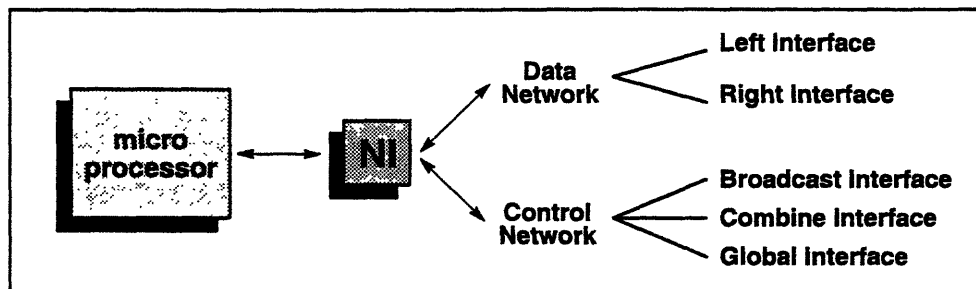 micro
processor
NI
Data
Network
Control
Network
Left Interface
Right Interface
Broadcast Interface
Combine Interface
Global Interface